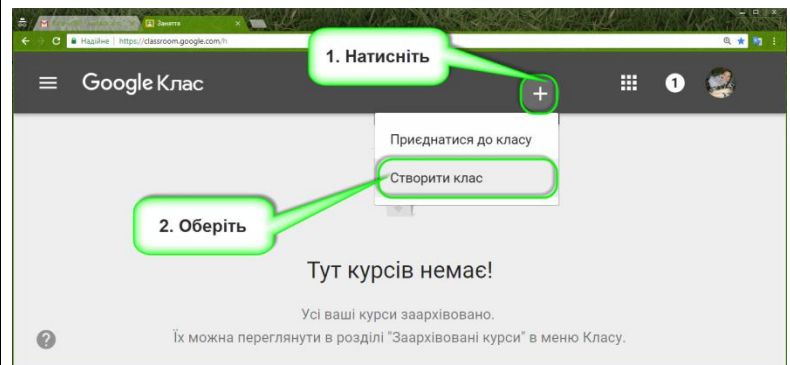 Заняття
Надійне | https://classroom.google.com/h
1. Натисніть
Google Клас
+
1
Приєднатися до класу
Створити клас
2. Оберіть
Тут курсів немає!
Усі ваші курси заархівовано.
Їх можна переглянути в розділі "Заархівовані курси" в меню Класу.
?